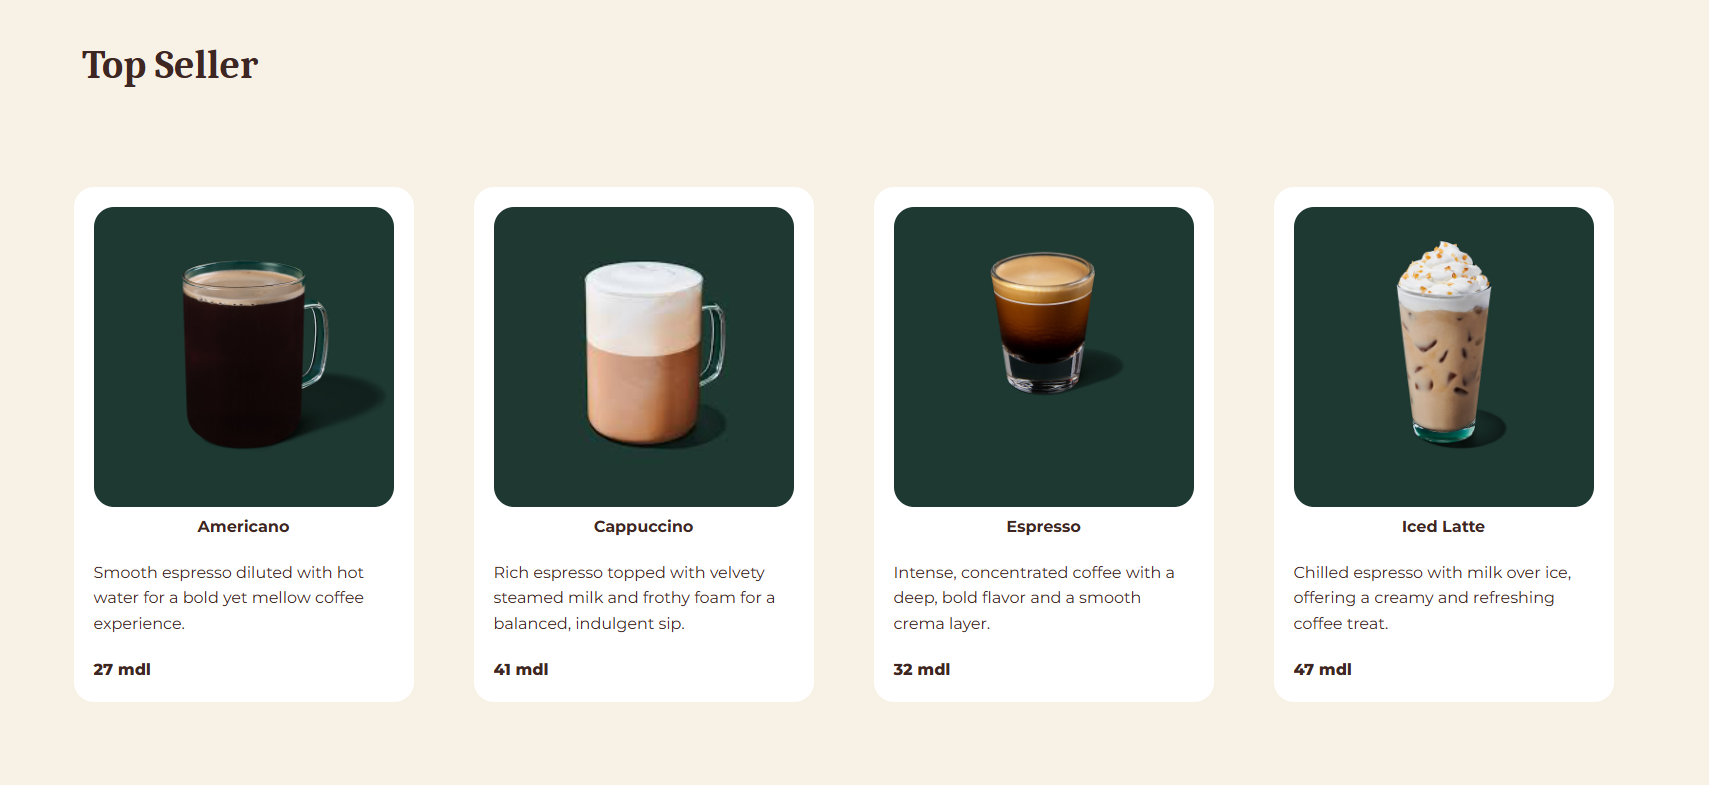 Top Seller
Americano
Smooth espresso diluted with hot
water for a bold yet mellow coffee
experience.
27 mdl
Cappuccino
Rich espresso topped with velvety
steamed milk and frothy foam for a
balanced, indulgent sip.
41 mdl
Espresso
Intense, concentrated coffee with a
deep, bold flavor and a smooth
crema layer.
32 mdl
Iced Latte
Chilled espresso with milk over ice,
offering a creamy and refreshing
coffee treat.
47 mdl